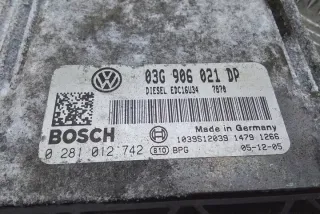 03G 906 021 DP
DIESEL EDC16U34 7870
BOSCH
Made in Germany
1039S12039 1479 1266
0 281 012 742 B10 BPG 05-12-05